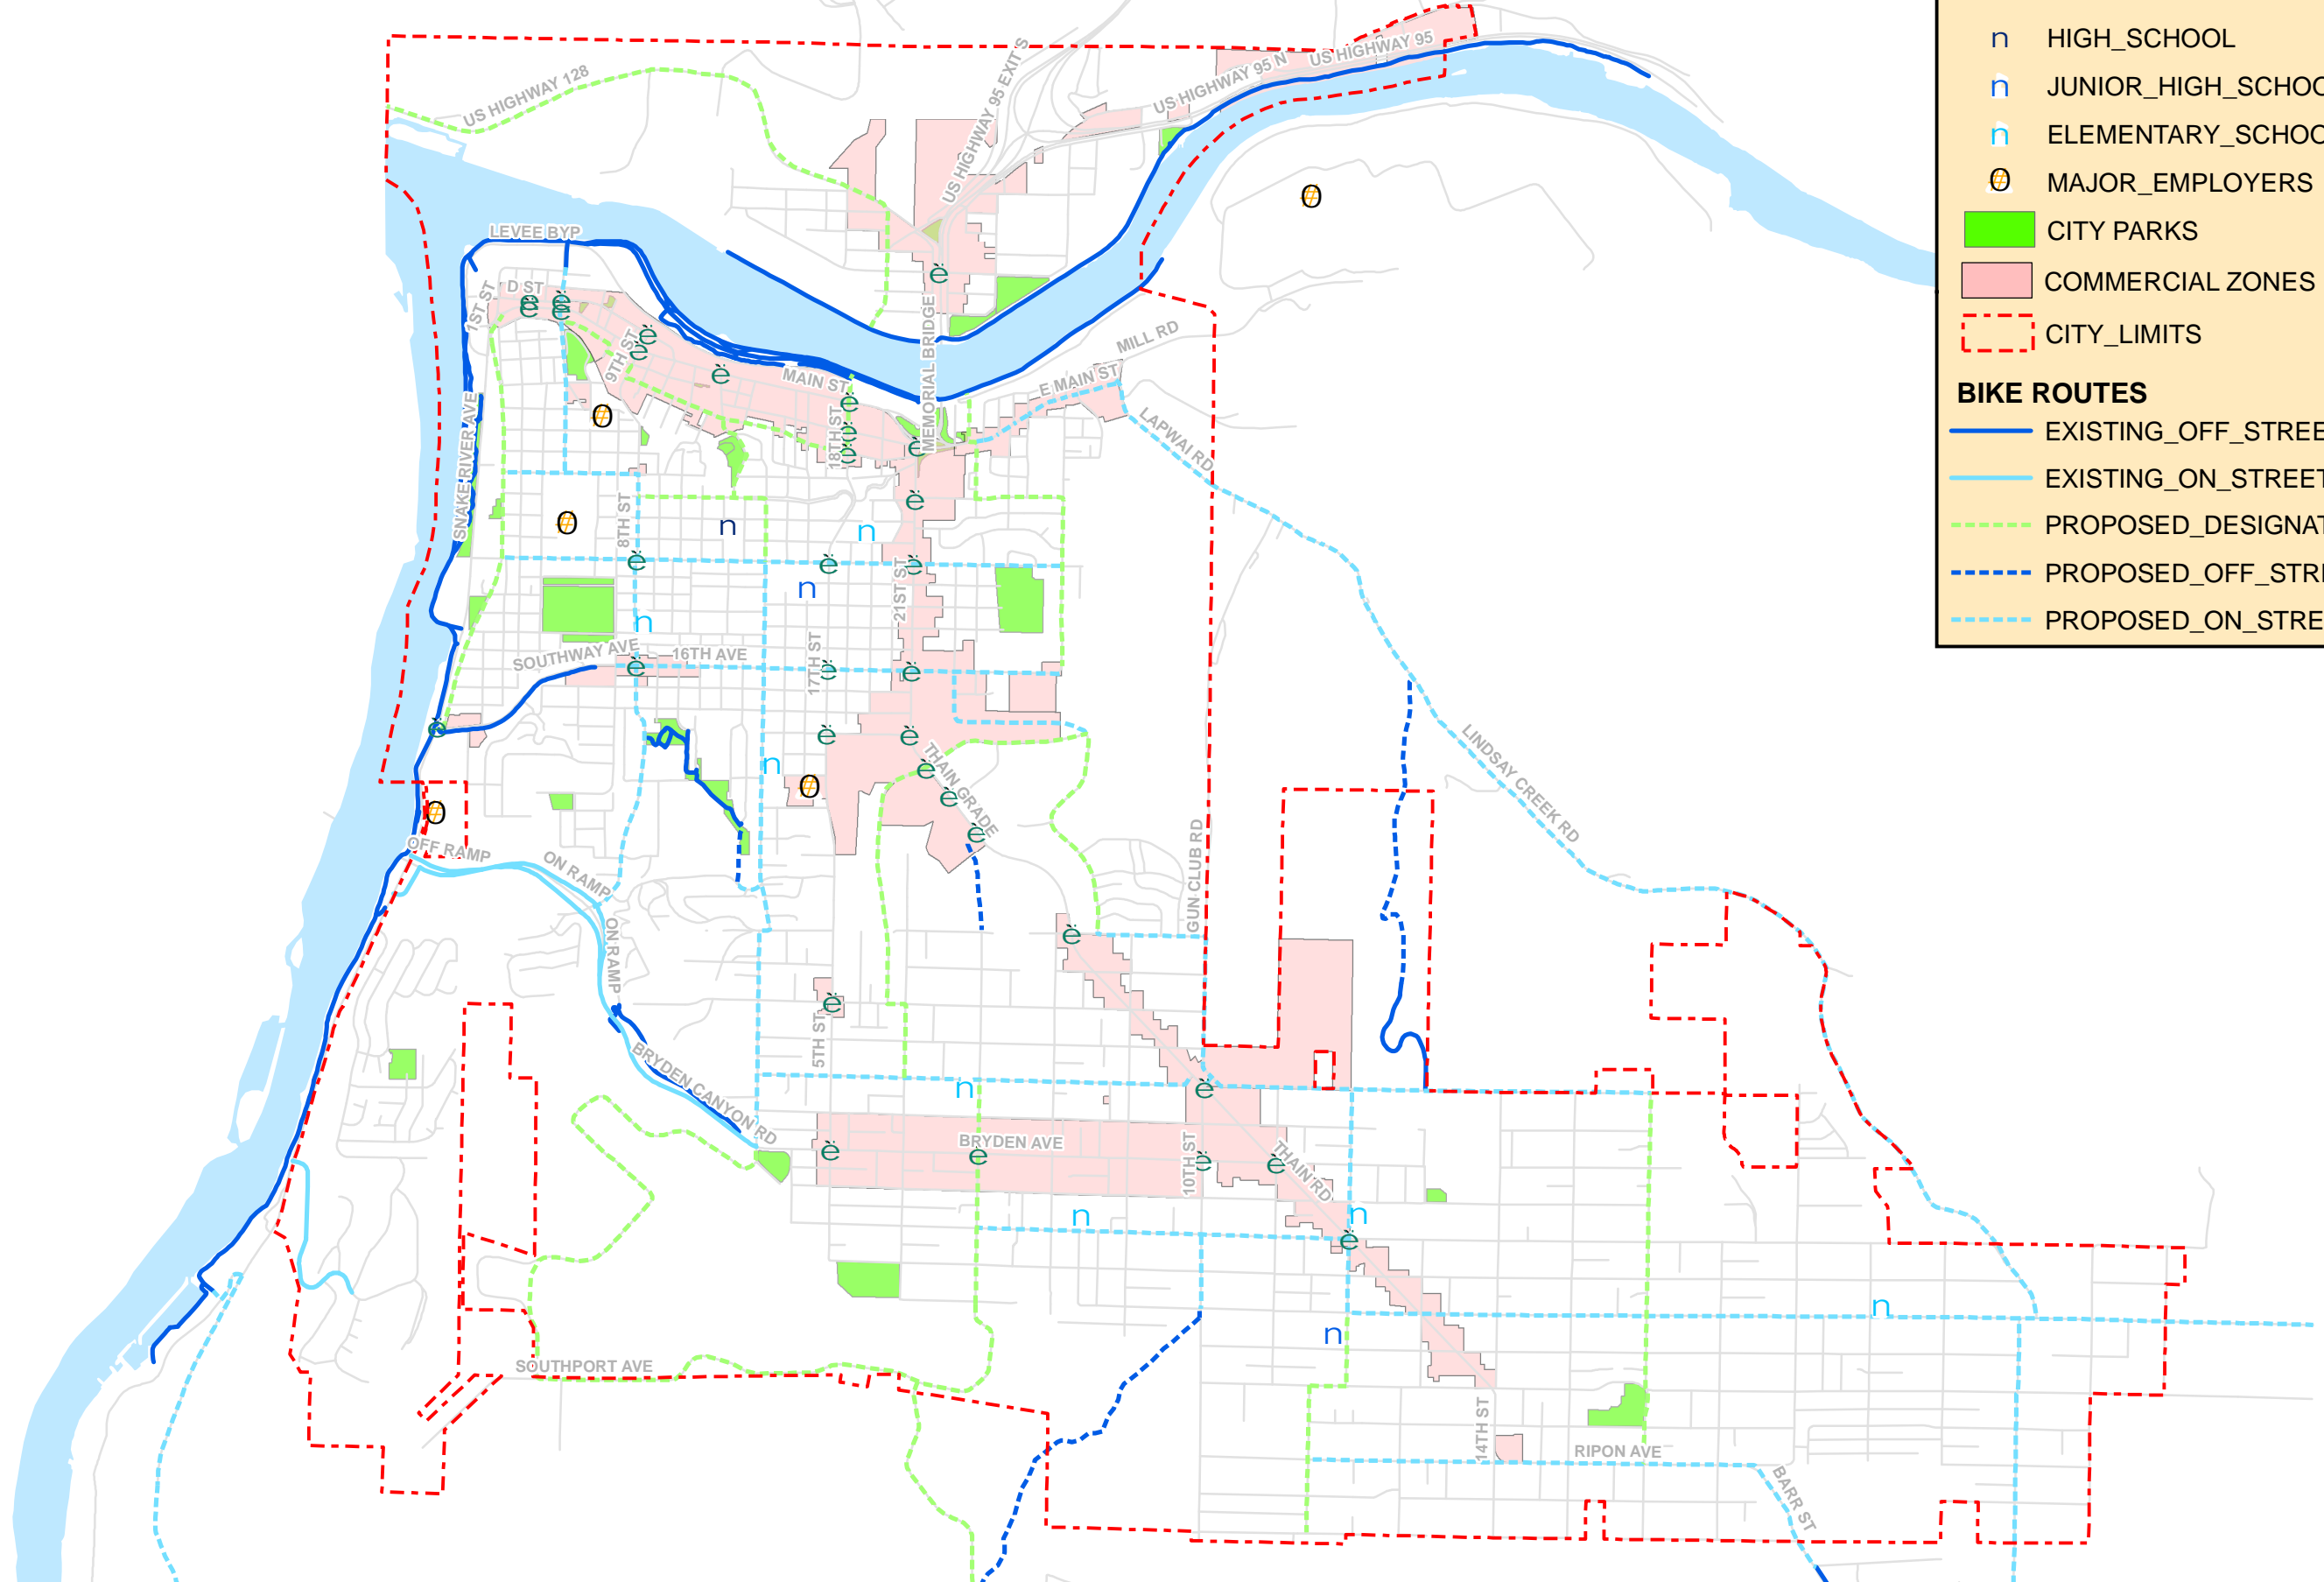 HIGH_SCHOOL
JUNIOR_HIGH_SCHOO
ELEMENTARY_SCHOO
MAJOR_EMPLOYERS
CITY PARKS
COMMERCIAL ZONES
CITY_LIMITS
BIKE ROUTES
EXISTING_OFF_STREE
EXISTING_ON_STREET
PROPOSED_DESIGNAT
PROPOSED_OFF_STRE
PROPOSED_ON_STRE
US HIGHWAY 128
US HIGHWAY 95 EXIT S
US HIGHWAY 95 N
US HIGHWAY 95
LEVEE BYP
D ST
1ST ST
9TH ST
MAIN ST
18TH ST
MEMORIAL BRIDGE
MILL RD
E MAIN ST
LAPWAI RD
SNAKE RIVER AVE
8TH ST
21ST ST
SOUTHWAY AVE
16TH AVE
17TH ST
THAIN GRADE
LINDSAY CREEK RD
GUN CLUB RD
OFF RAMP
ON RAMP
ON RAMP
BRYDEN CANYON RD
5TH ST
BRYDEN AVE
10TH ST
THAIN RD
SOUTHPORT AVE
14TH ST
RIPON AVE
BARR ST